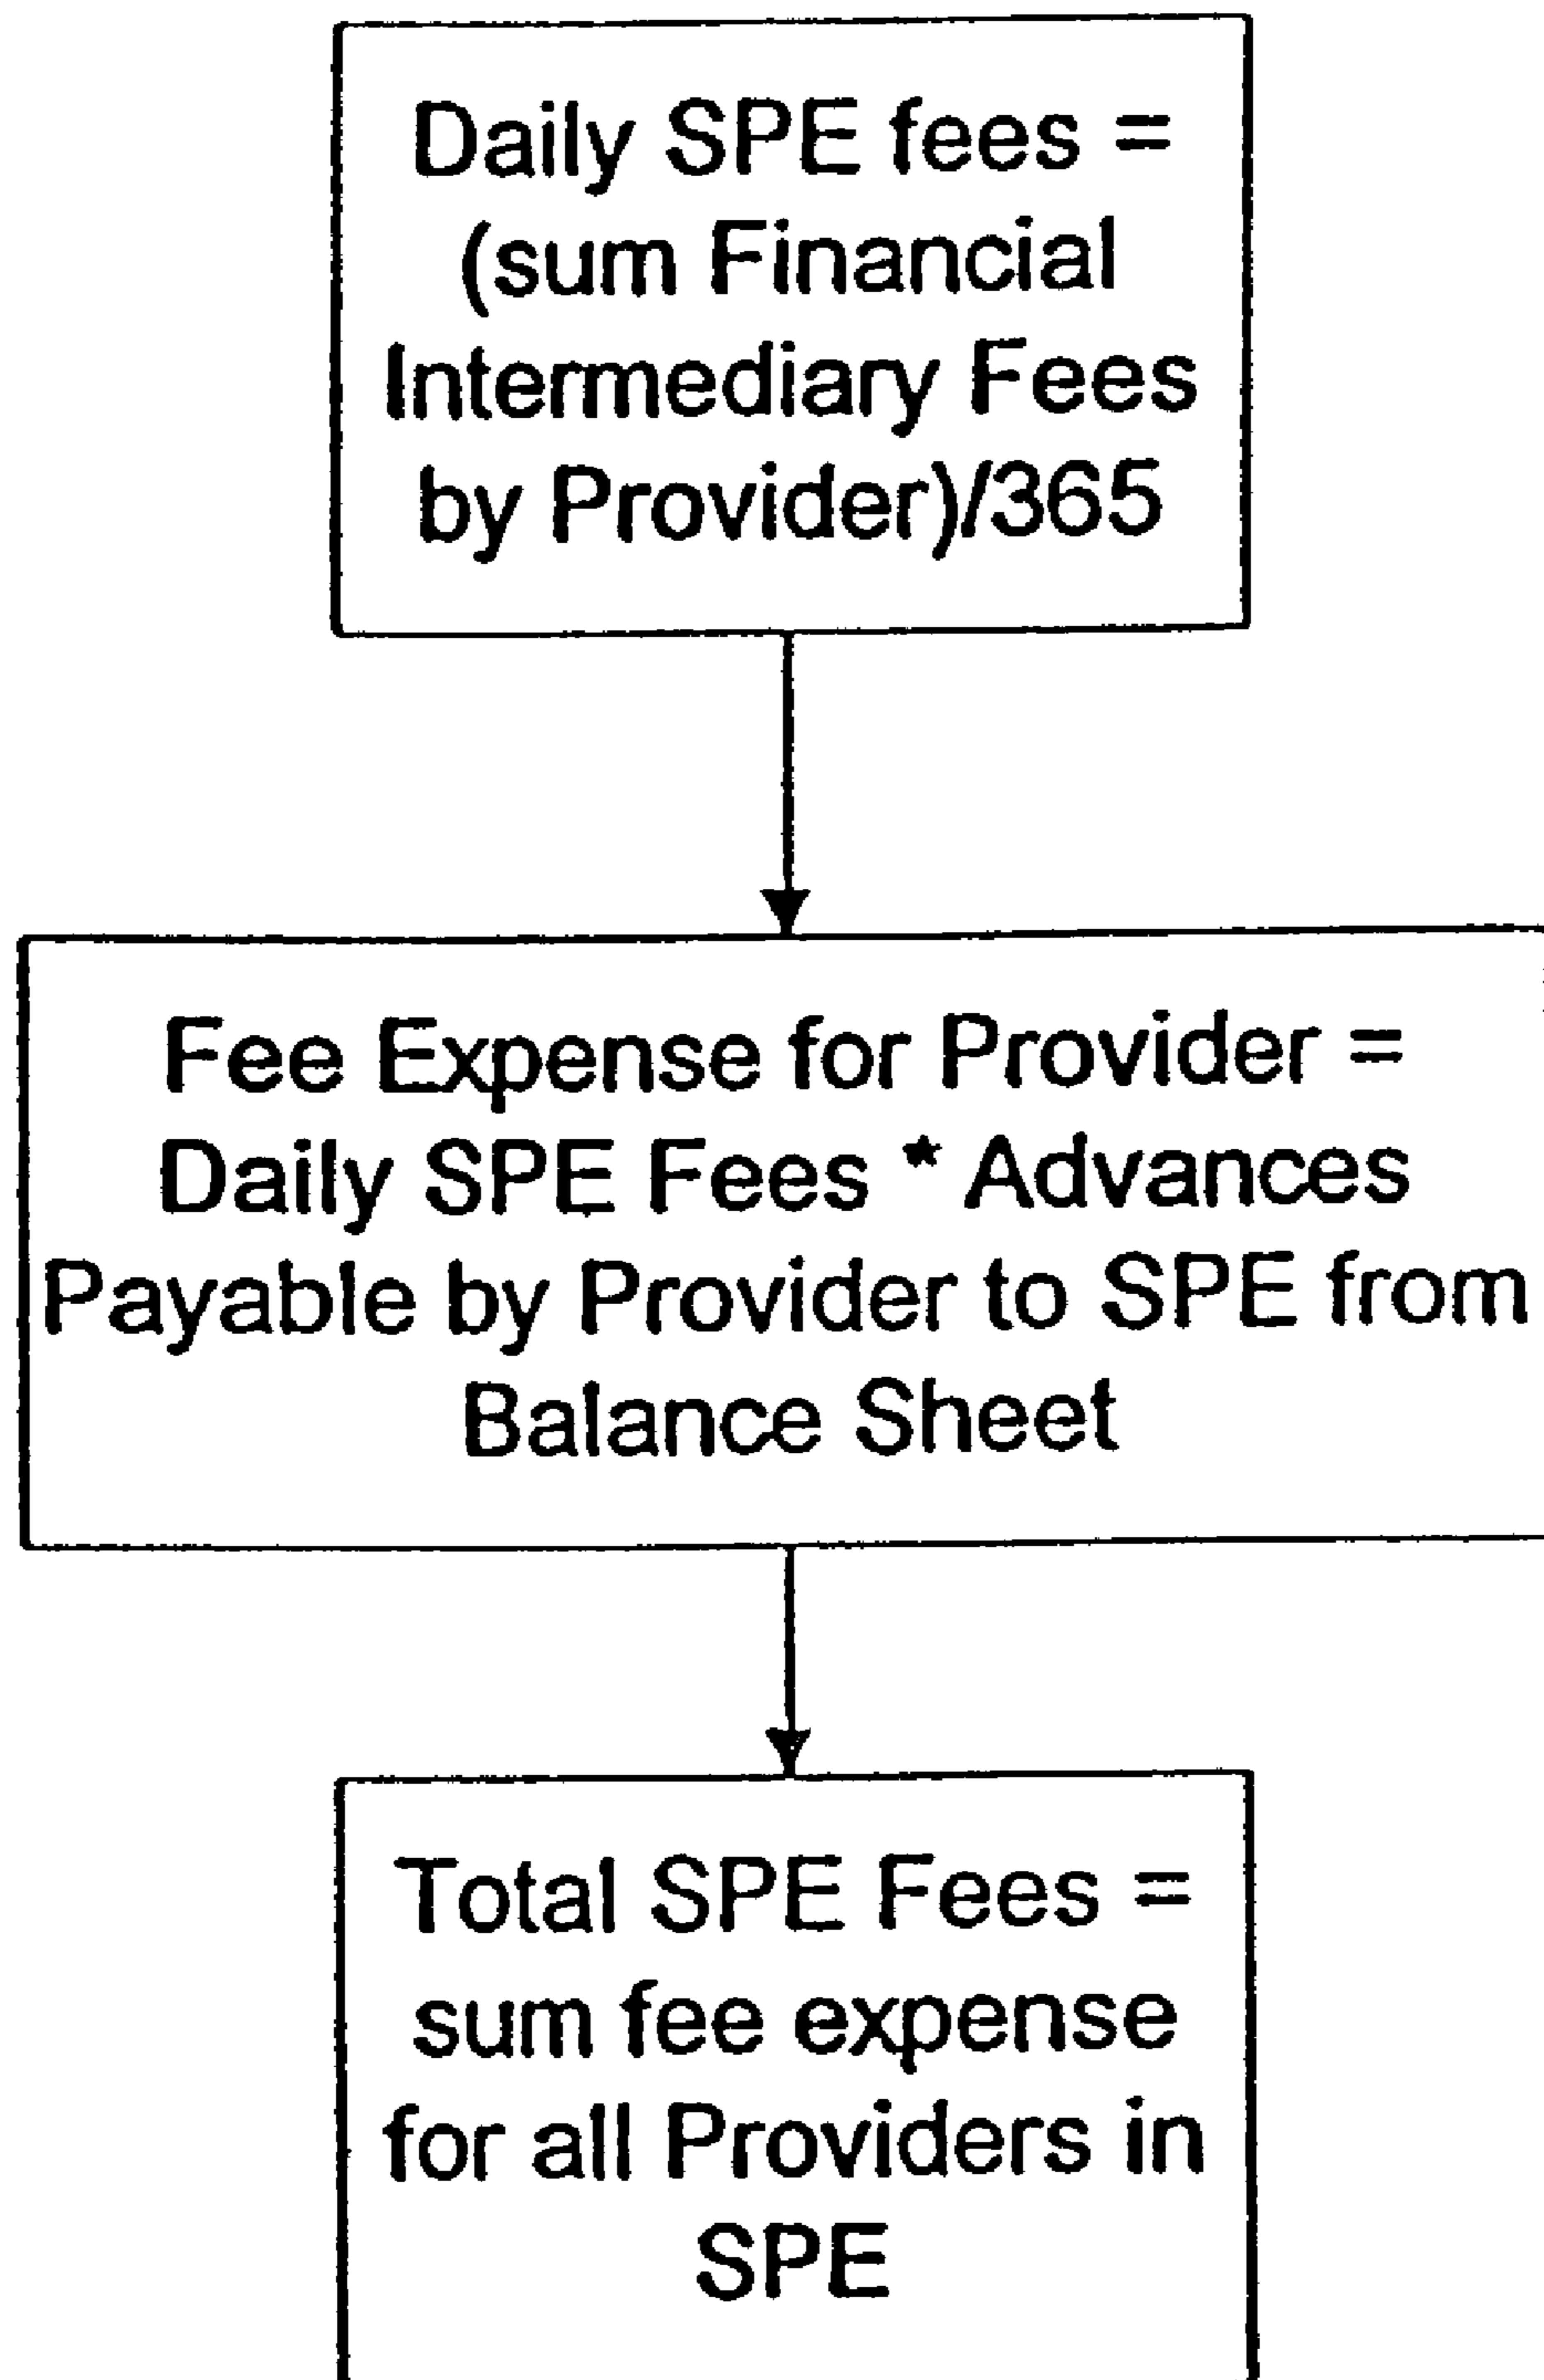 Daily SPE fees =
(sum Financial
Intermediary Fees
by Provider)/365
Fee Expense for Provider =
Daily SPE Fees * Advances
Payable by Provider to SPE from
Balance Sheet
Total SPE Fees =
sum fee expense
for all Providers in
SPE